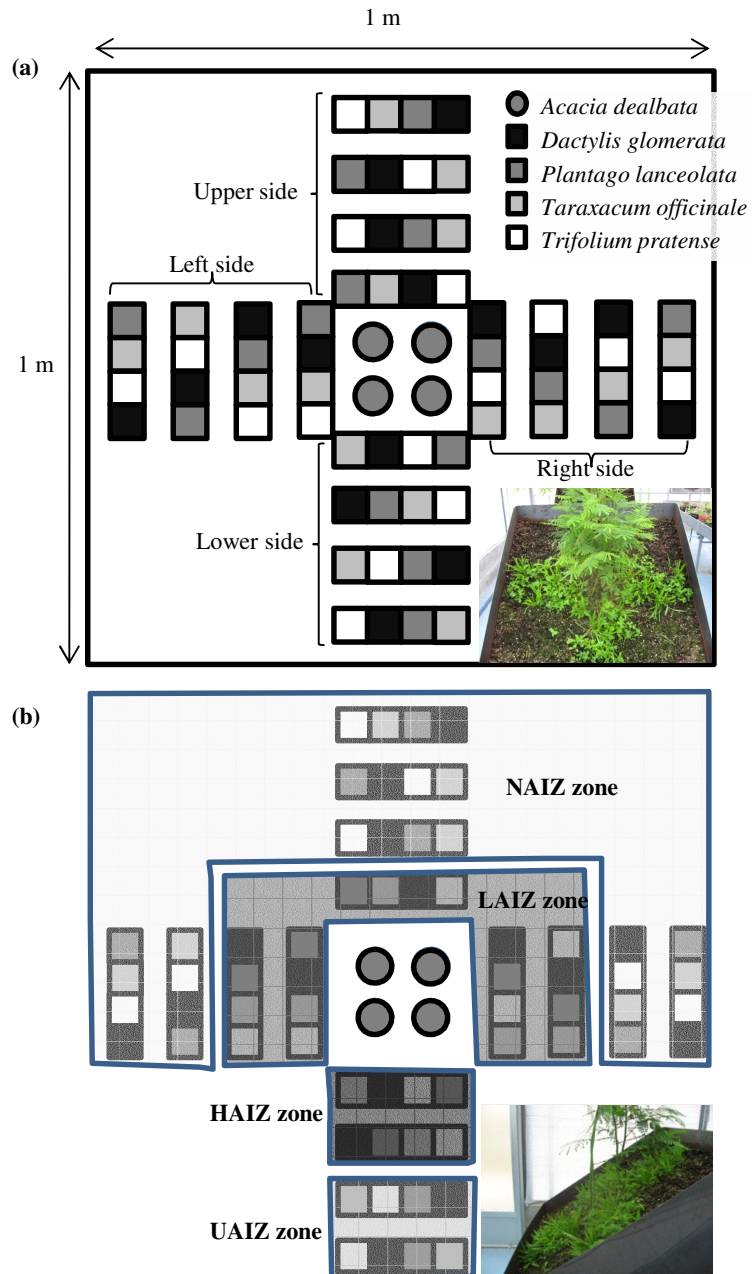 1 m
(a)
Acacia dealbata
Dactylis glomerata
Plantago lanceolata
Taraxacum officinale
Trifolium pratense
Upper side
Left side
1 m
Right side
Lower side
(b)
NAIZ zone
LAIZ zone
HAIZ zone
UAIZ zone